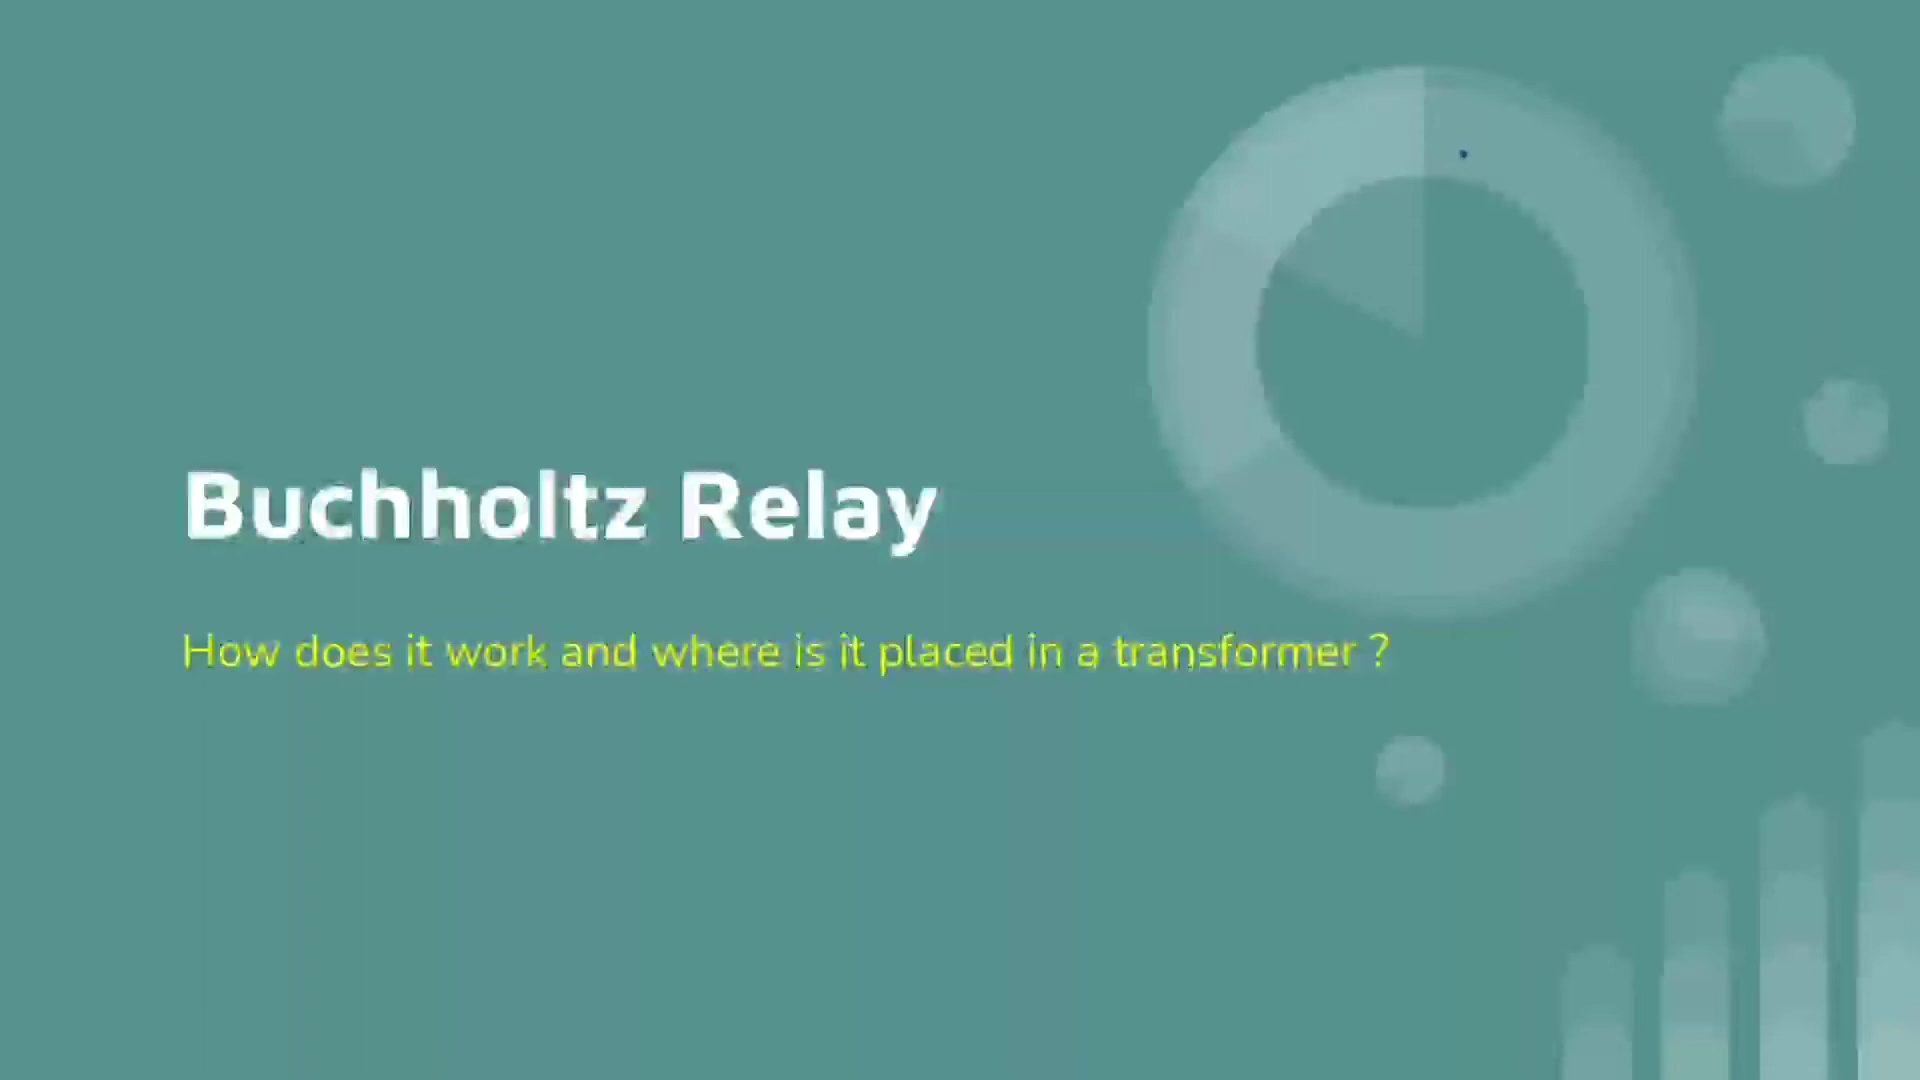 Buchholtz Relay
How does it work and where is it placed in a transformer ?